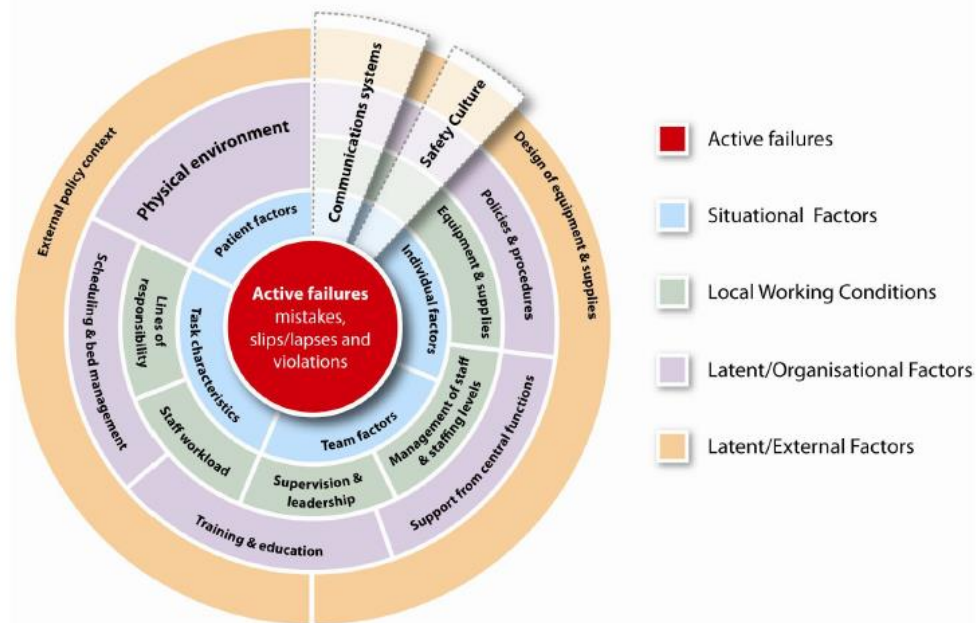 External policy context
Physical environment
Communications systems
Safety Culture
Design of equipment & supplies
Policies & procedures
Equipment & supplies
Individual factors
Patient factors
Scheduling & bed management
Lines of
responsibility
Task characteristics
Active failures
mistakes,
slips/lapses and
violations
Team factors
Management of staff
& staffing levels
Staff workload
Supervision &
leadership
Training & education
Support from central functions
Active failures
Situational Factors
Local Working Conditions
Latent/Organisational Factors
Latent/External Factors